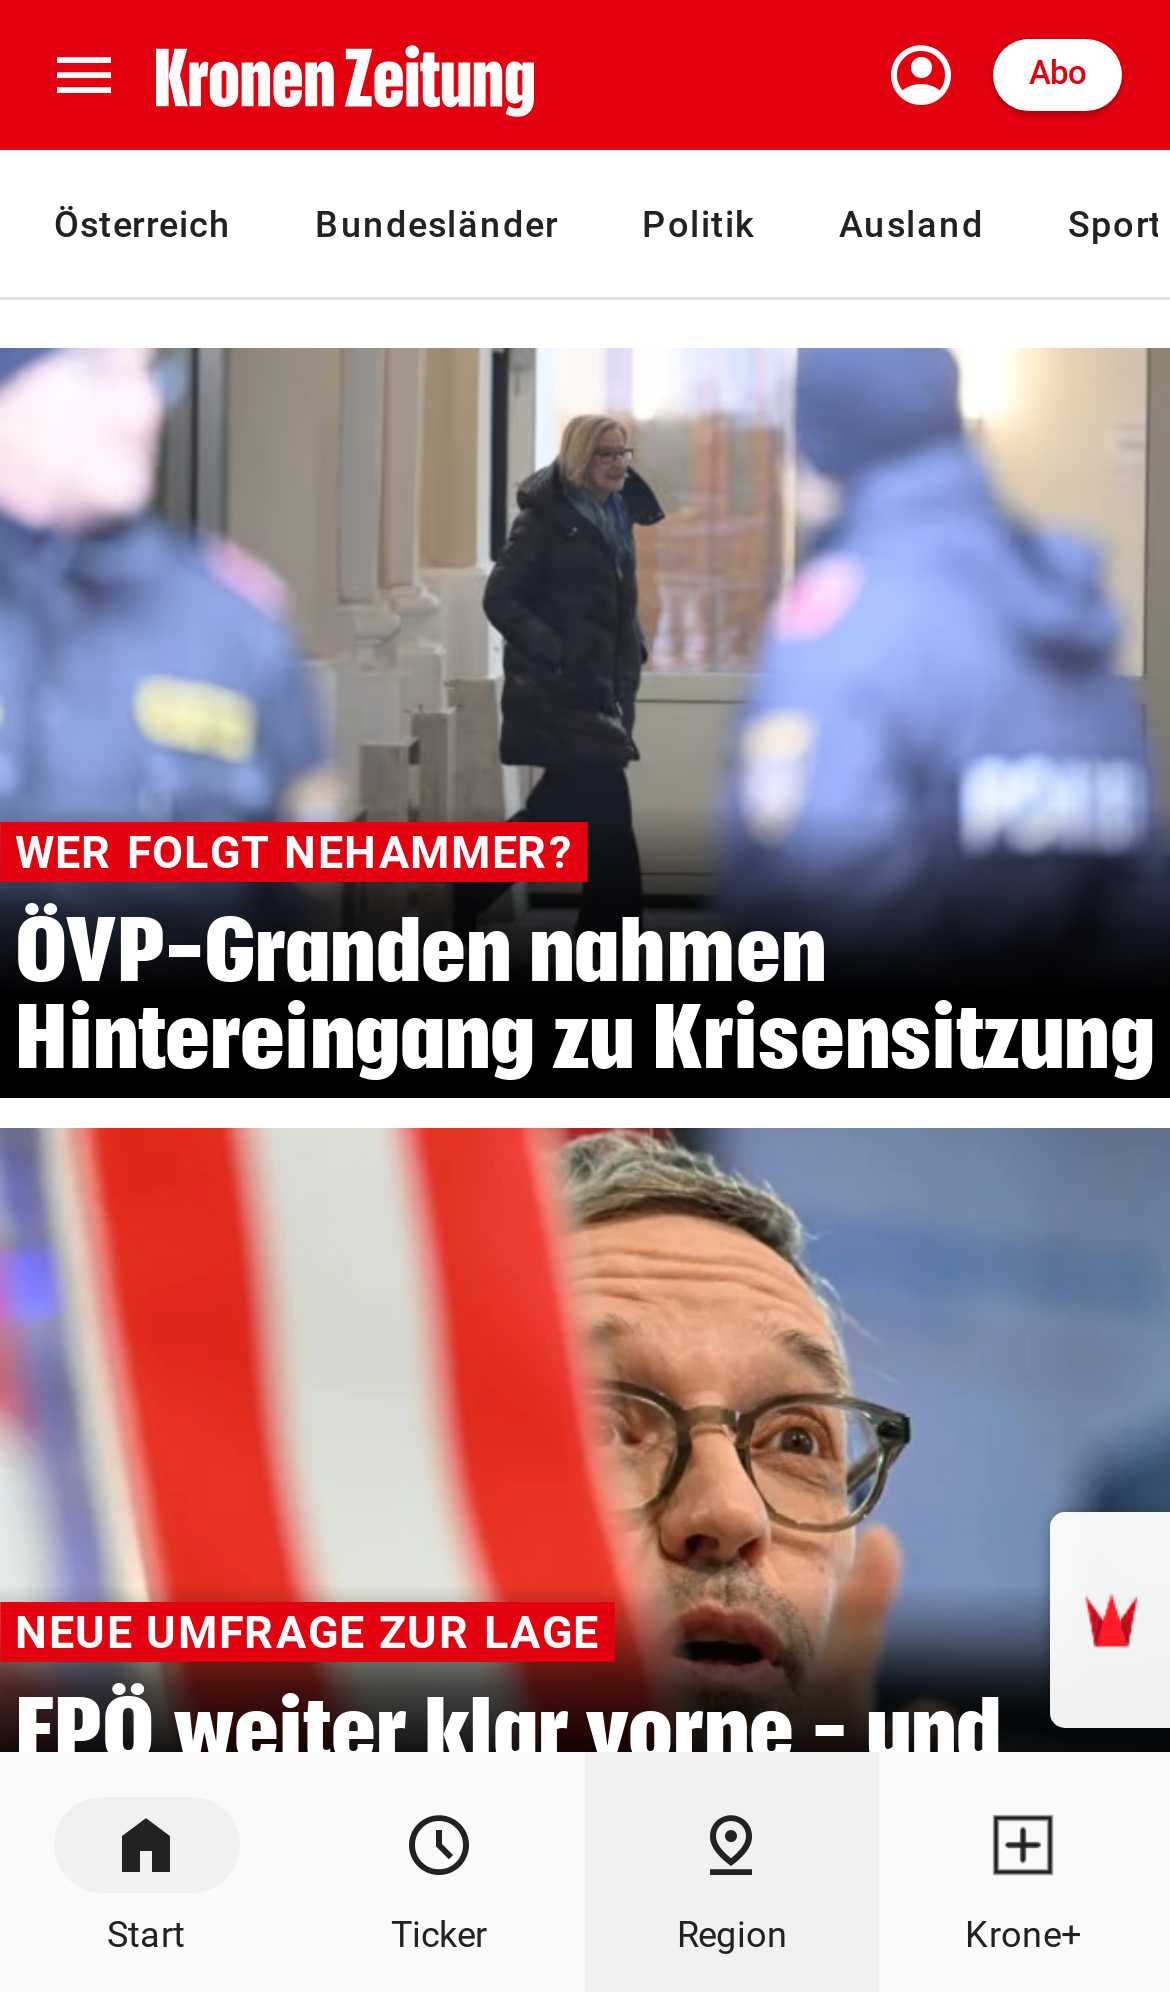 Kronen Zeitung
Abo
Österreich Bundesländer Politik Ausland Sport
WER FOLGT NEHAMMER?
ÖVP-Granden nahmen
Hintereingang zu Krisensitzung
NEUE UMFRAGE ZUR LAGE
FPÖ weiter klar vorne – und
Start Ticker Region Krone+